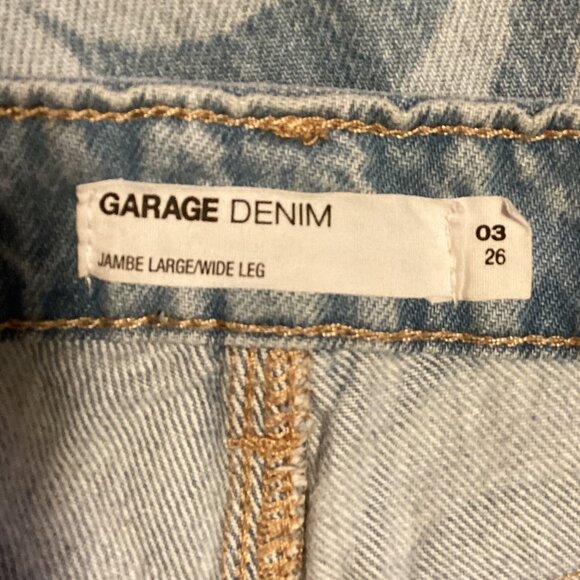 GARAGE DENIM
JAMBE LARGE/WIDE LEG
03
26